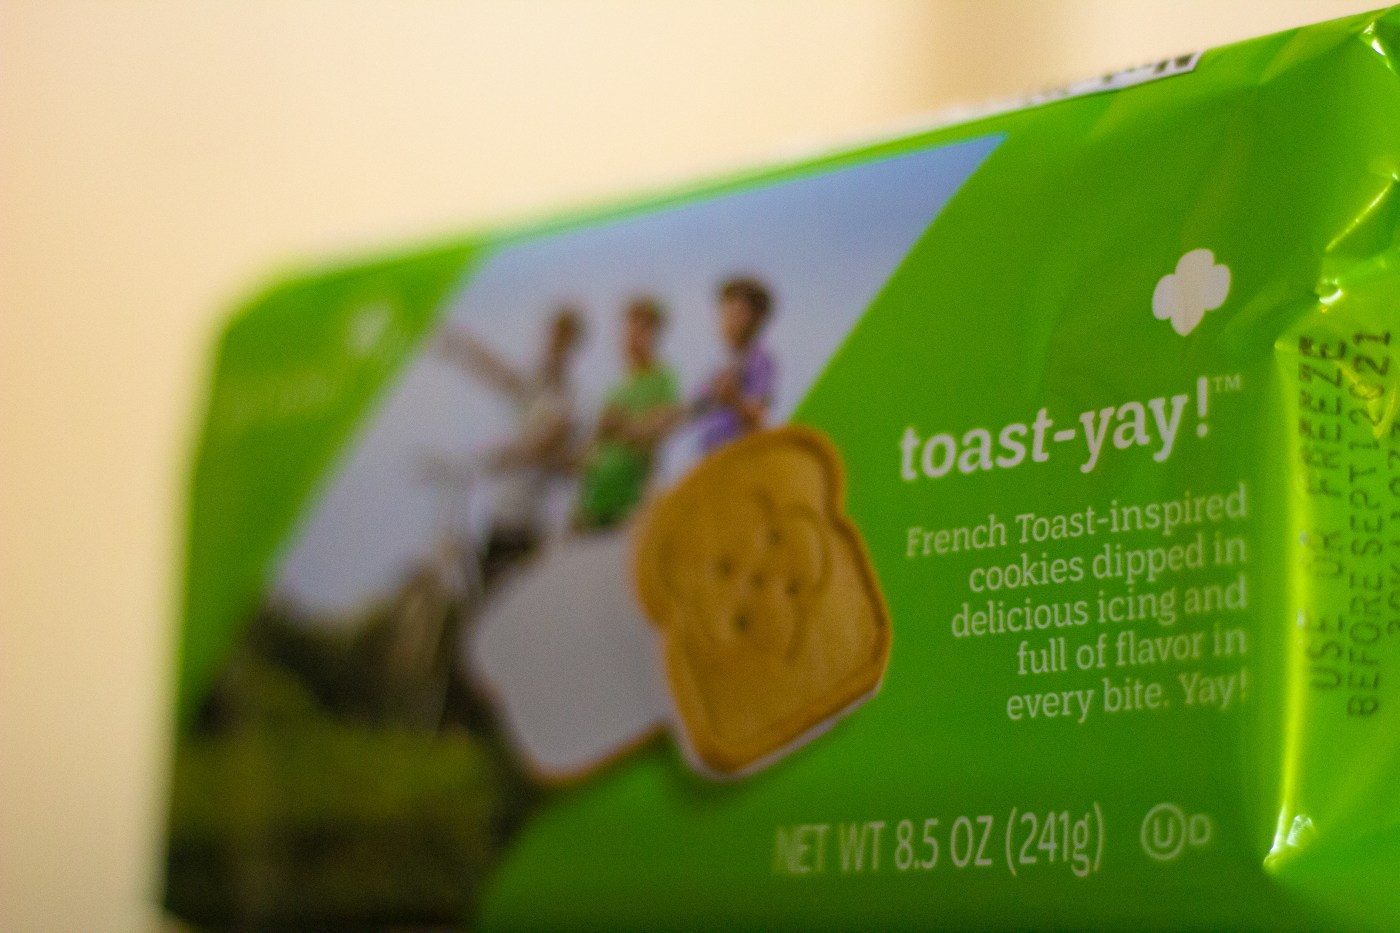 toast-yay!™
French Toast-inspired
cookies dipped in
delicious icing and
full of flavor in
every bite. Yay!
NET WT 8.5 OZ (241g) U D
USE OR FREEZE
BEFORE SEPT 1 2021